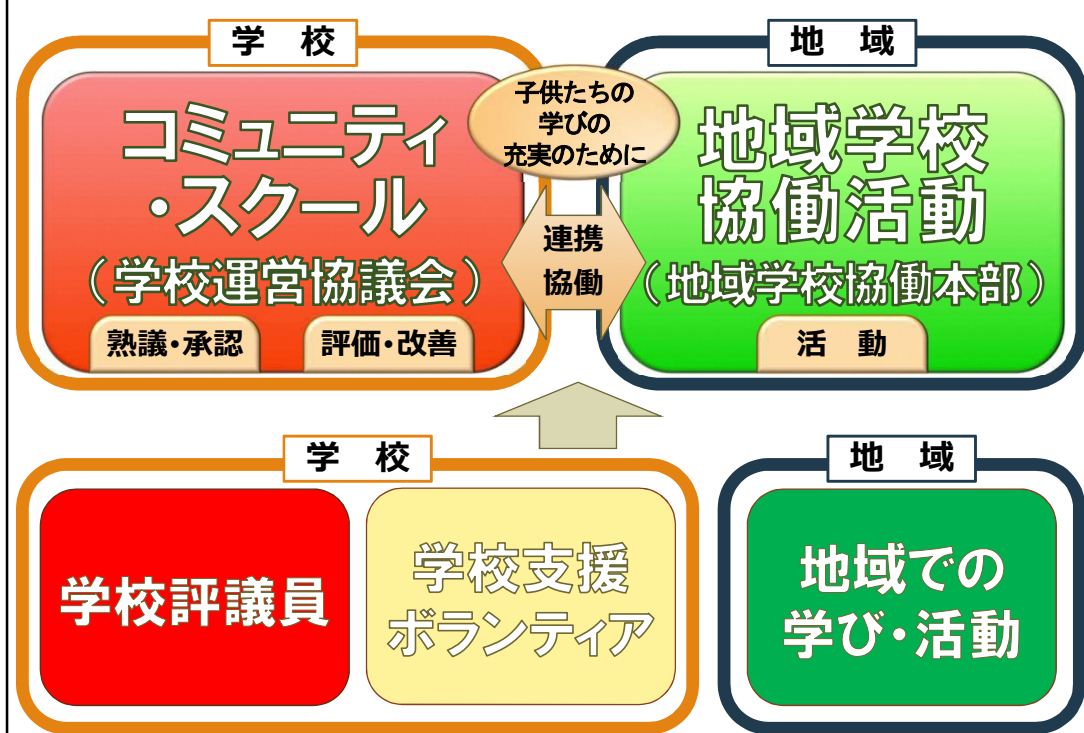 学　校
コミュニティ
・スクール
（学校運営協議会）
熟議・承認
評価・改善
子供たちの
学びの
充実のために
連携
協働
地　域
地域学校
協働活動
（地域学校協働本部）
活　動
学　校
学校評議員
学校支援
ボランティア
地　域
地域での
学び・活動